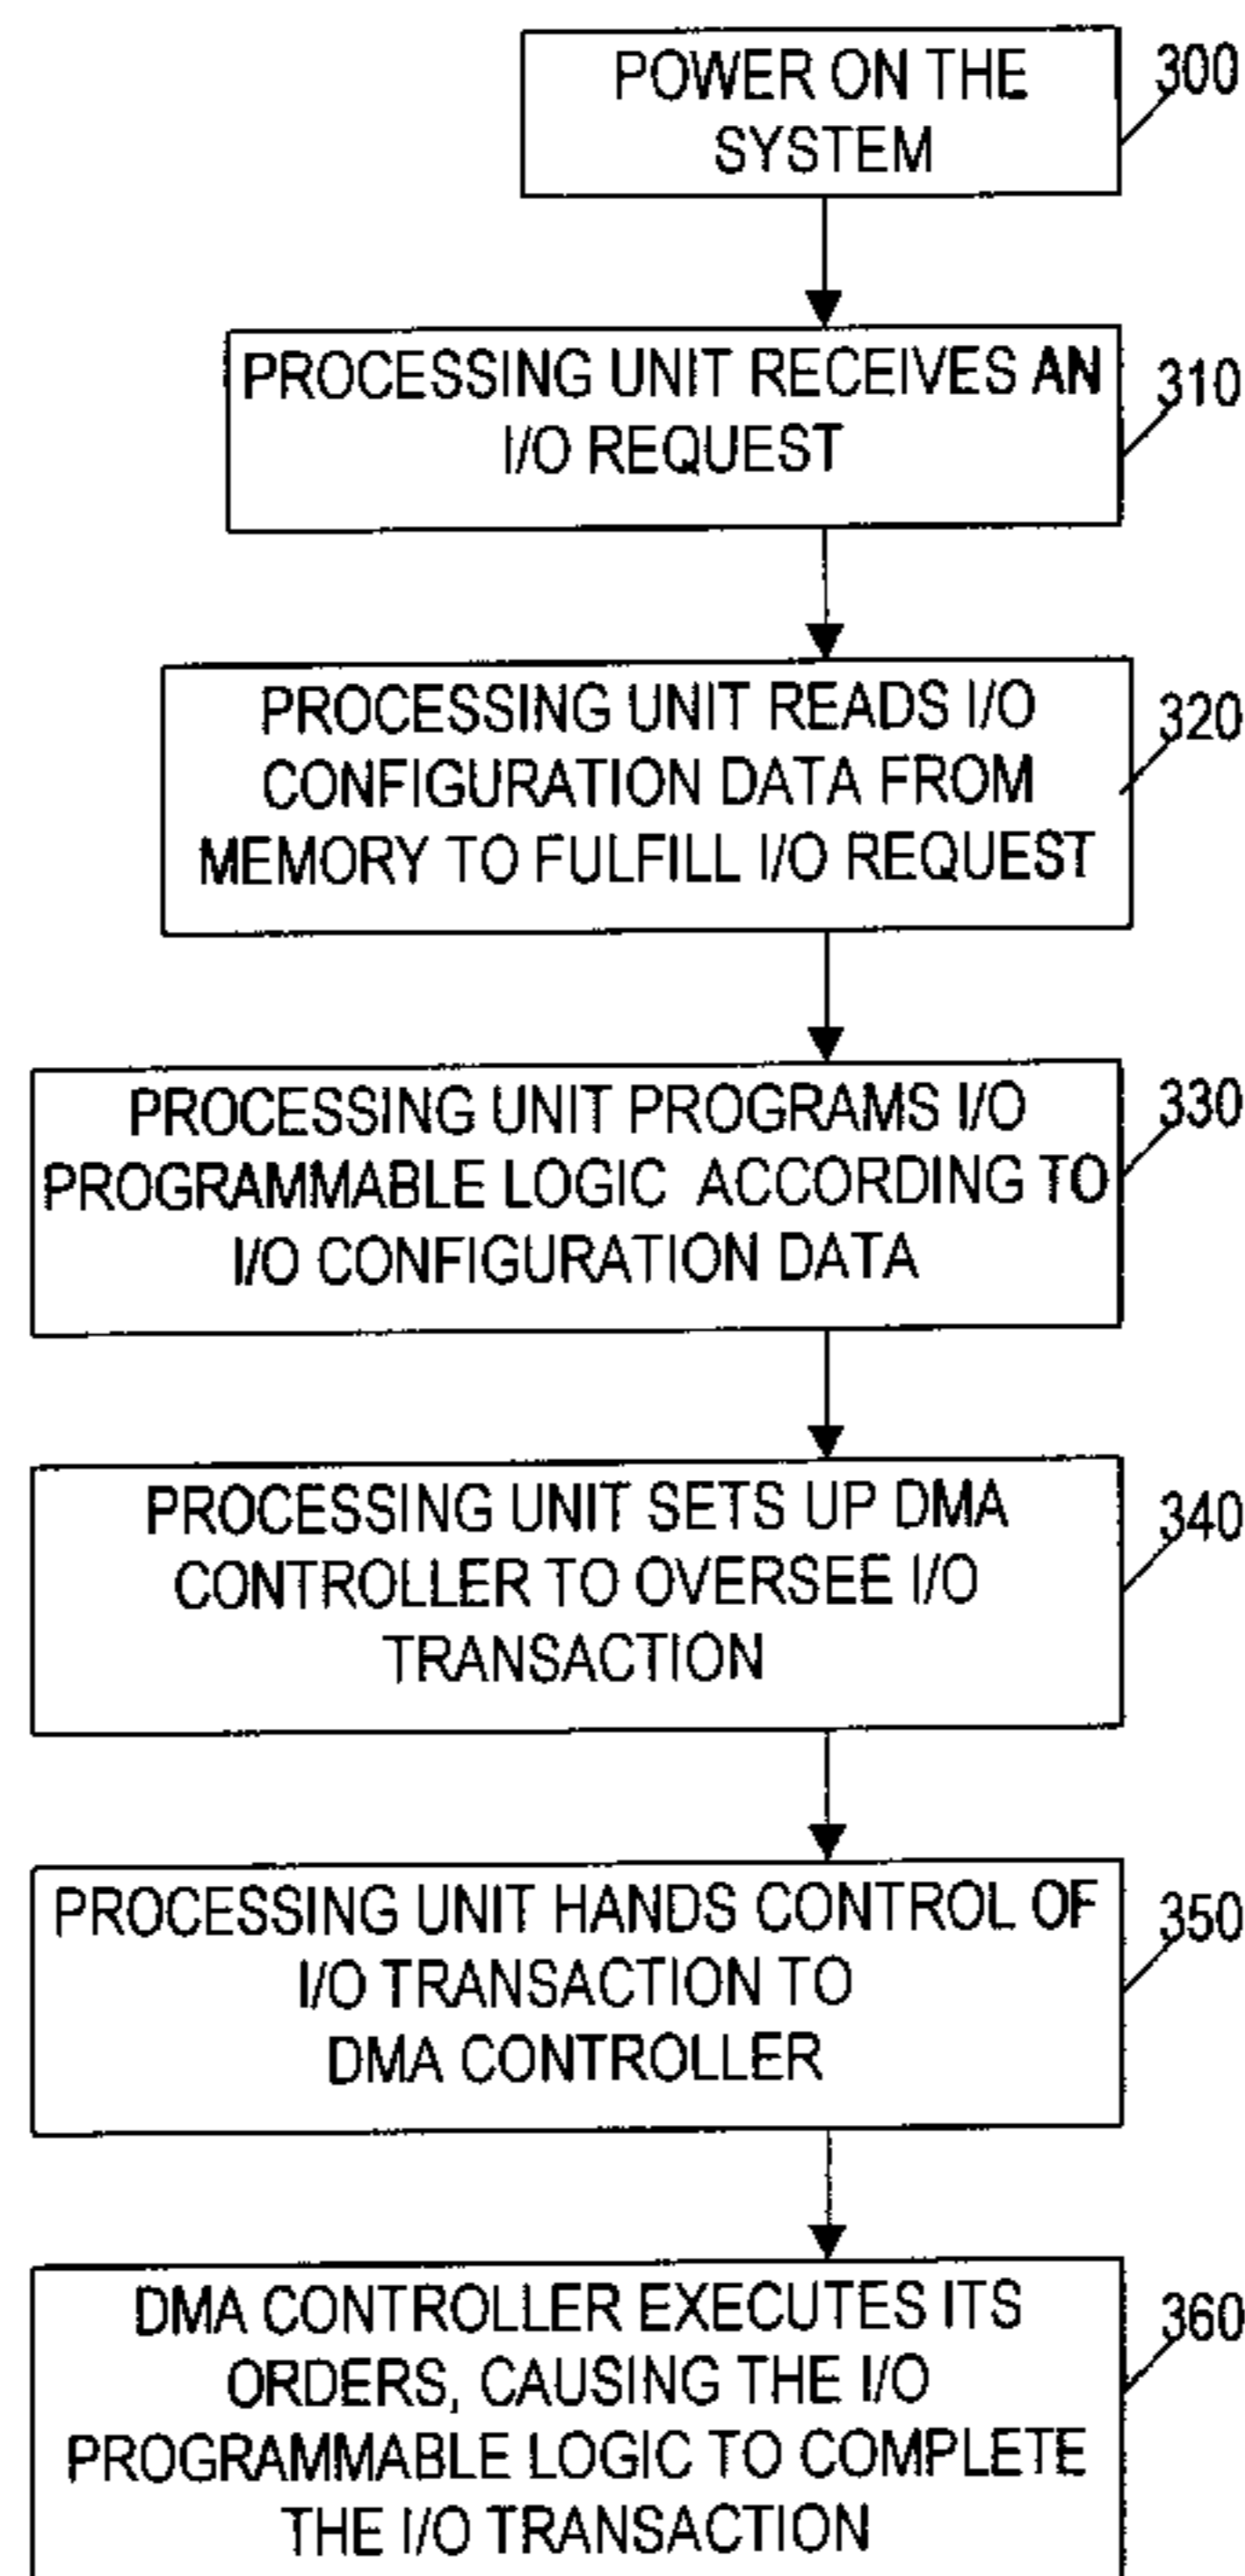 POWER ON THE
SYSTEM
300
PROCESSING UNIT RECEIVES AN
I/O REQUEST
310
PROCESSING UNIT READS I/O
CONFIGURATION DATA FROM
MEMORY TO FULFILL I/O REQUEST
320
PROCESSING UNIT PROGRAMS I/O
PROGRAMMABLE LOGIC ACCORDING TO
I/O CONFIGURATION DATA
330
PROCESSING UNIT SETS UP DMA
CONTROLLER TO OVERSEE I/O
TRANSACTION
340
PROCESSING UNIT HANDS CONTROL OF
I/O TRANSACTION TO
DMA CONTROLLER
350
DMA CONTROLLER EXECUTES ITS
ORDERS, CAUSING THE I/O
PROGRAMMABLE LOGIC TO COMPLETE
THE I/O TRANSACTION
360